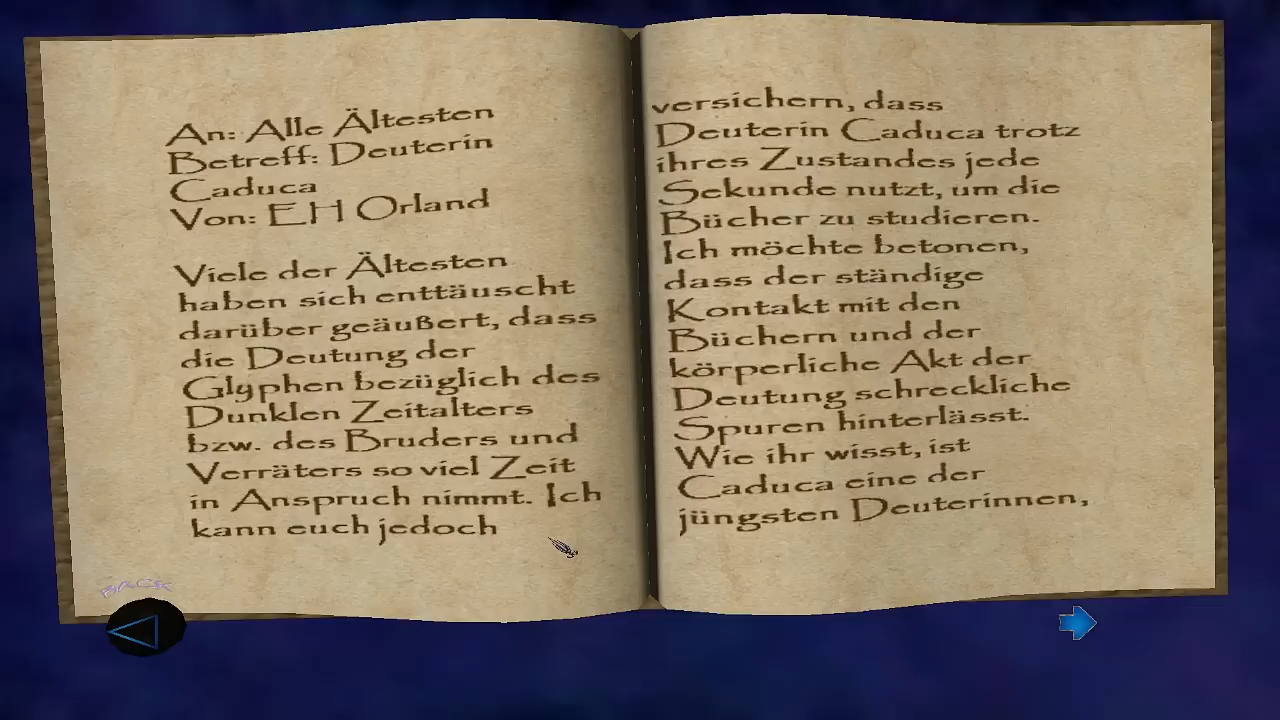 An: Alle Ältesten
Betreff: Deuterin
Caduca
Von: EH Orland
Viele der Ältesten
haben sich enttäuscht
darüber geäußert, dass
die Deutung der
Glyphen bezüglich des
Dunklen Zeitalters
bzw. des Bruders und
Verräters so viel Zeit
in Anspruch nimmt. Ich
kann euch jedoch
BACK
versichern, dass
Deuterin Caduca trotz
ihres Zustandes jede
Sekunde nutzt, um die
Bücher zu studieren.
Ich möchte betonen,
dass der ständige
Kontakt mit den
Büchern und der
körperliche Akt der
Deutung schreckliche
Spuren hinterlässt.
Wie ihr wisst, ist
Caduca eine der
jüngsten Deuterinnen,